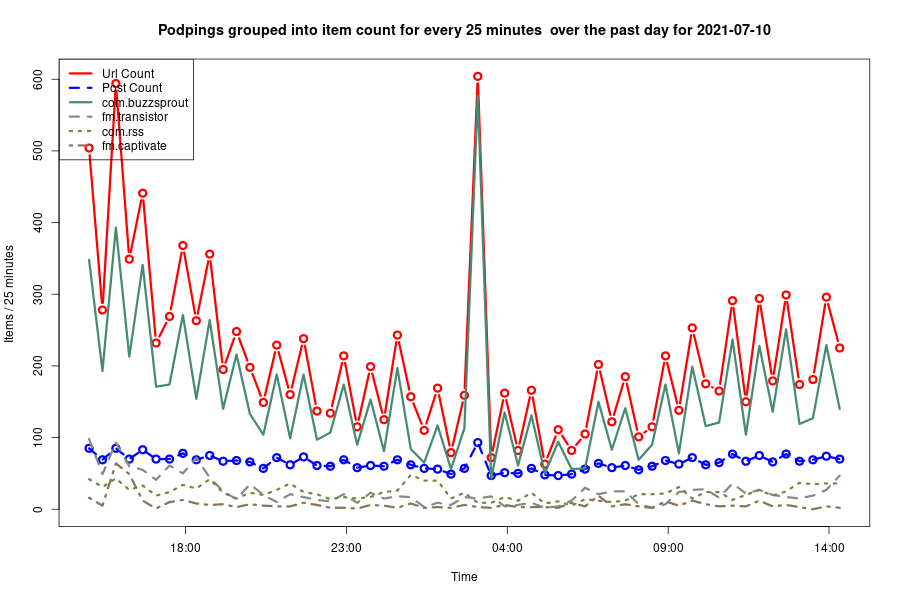 Podpings grouped into item count for every 25 minutes  over the past day for 2021-07-10
Url Count
Post Count
com.buzzsprout
fm.transistor
com.rss
fm.captivate
600
500
400
300
200
100
0
Items / 25 minutes
18:00
23:00
04:00
09:00
14:00
Time